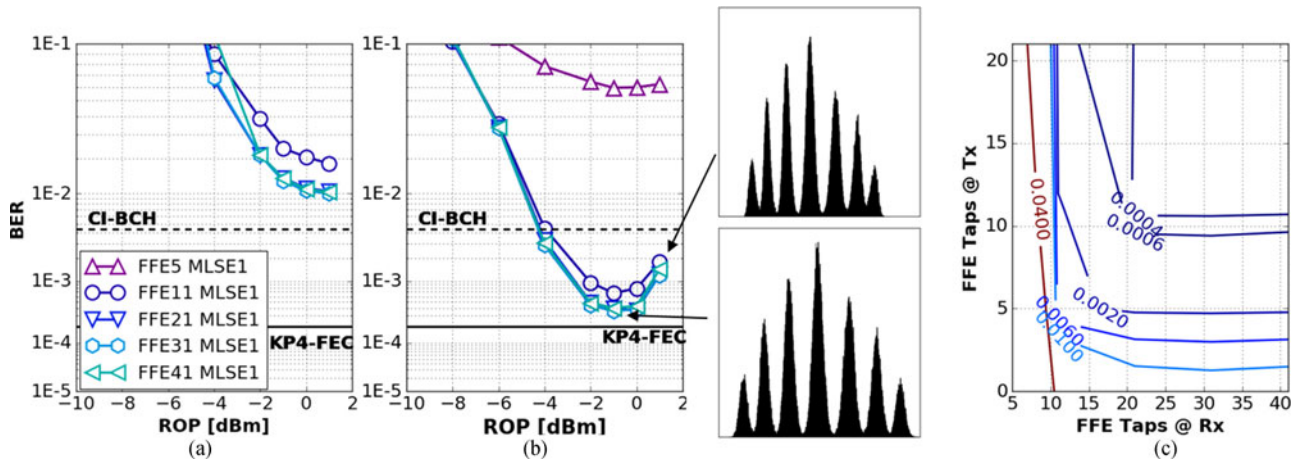 1E-1
1E-2
BER
CI-BCH
1E-3
FFE5 MLSE1
FFE11 MLSE1
FFE21 MLSE1
FFE31 MLSE1
FFE41 MLSE1
KP4-FEC
1E-4
1E-5
−10 −8 −6 −4 −2 0 2
ROP [dBm]
(a)
1E-1
1E-2
CI-BCH
1E-3
KP4-FEC
1E-4
1E-5
−10 −8 −6 −4 −2 0 2
ROP [dBm]
(b)
20
15
10
5
0
FFE Taps @ Tx
0.0400
0.0004
0.0006
0.0020
0.0060
0.0100
5 10 15 20 25 30 35 40
FFE Taps @ Rx
(c)